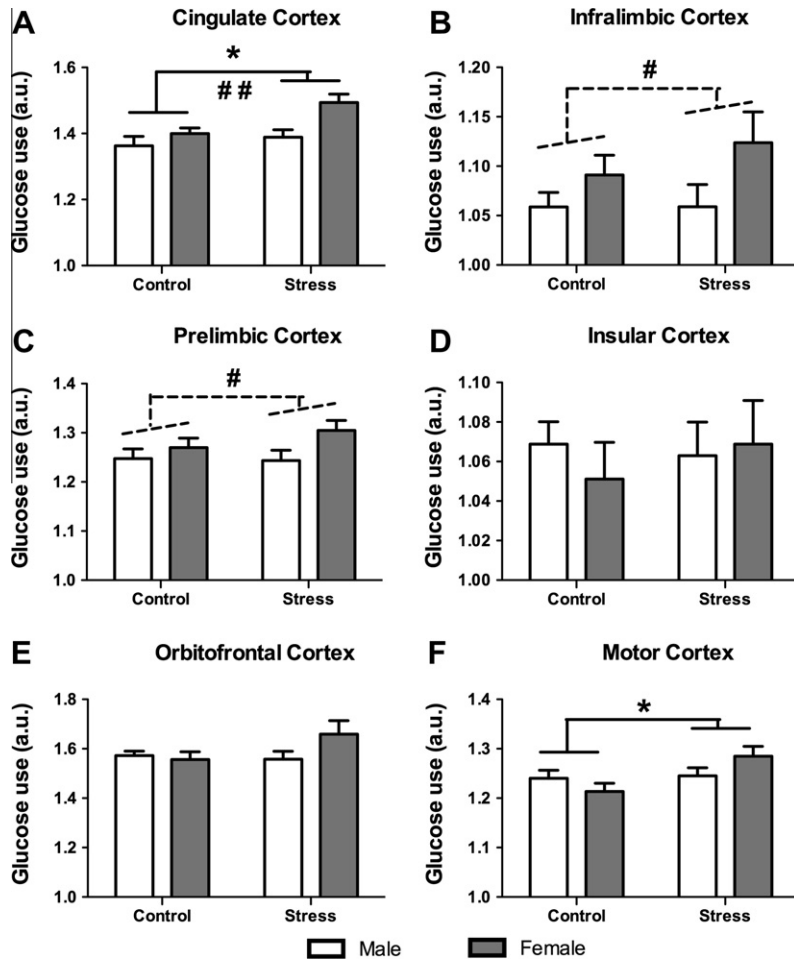 A Cingulate Cortex
Glucose use (a.u.)
1.6
1.4
1.2
1.0
*
##
Control Stress
B Infralimbic Cortex
Glucose use (a.u.)
1.20
1.15
1.10
1.05
1.00
#
Control Stress
C Prelimbic Cortex
Glucose use (a.u.)
1.4
1.3
1.2
1.1
1.0
#
Control Stress
D Insular Cortex
Glucose use (a.u.)
1.10
1.08
1.06
1.04
1.02
1.00
Control Stress
E Orbitofrontal Cortex
Glucose use (a.u.)
1.8
1.6
1.4
1.2
1.0
Control Stress
F Motor Cortex
Glucose use (a.u.)
1.4
1.3
1.2
1.1
1.0
*
Control Stress
Male Female